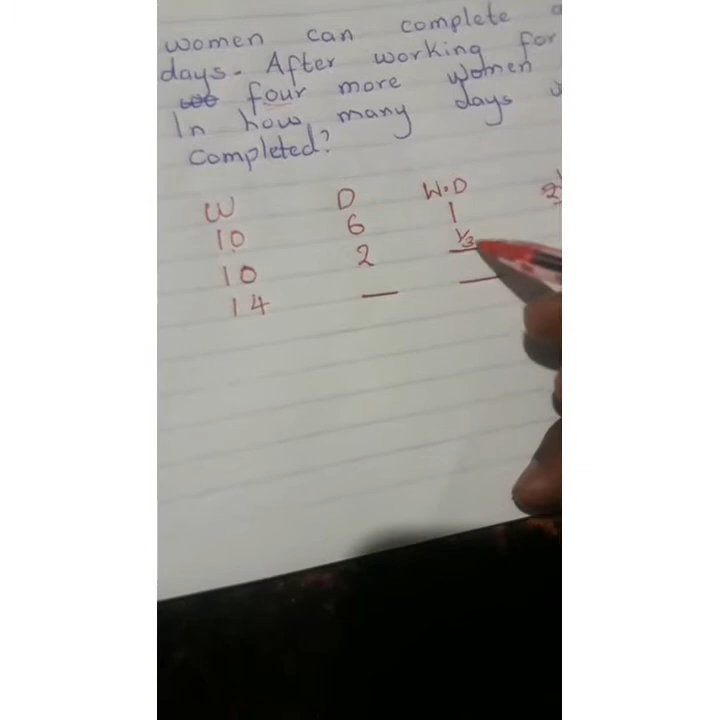 women can complete
days. After working for
four more women
In how many days
completed?
W D W.D
10 6 1
10 2 1/3
14